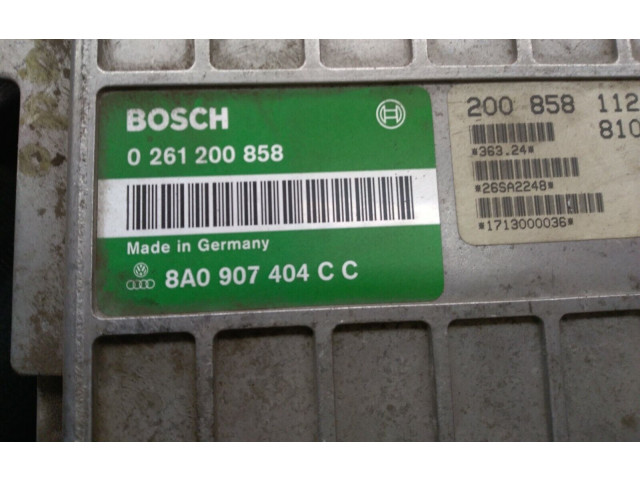 BOSCH
0 261 200 858
Made in Germany
8A0 907 404 C C
200 858 112
810
*363.24*
*26SA2248*
*1713000036*